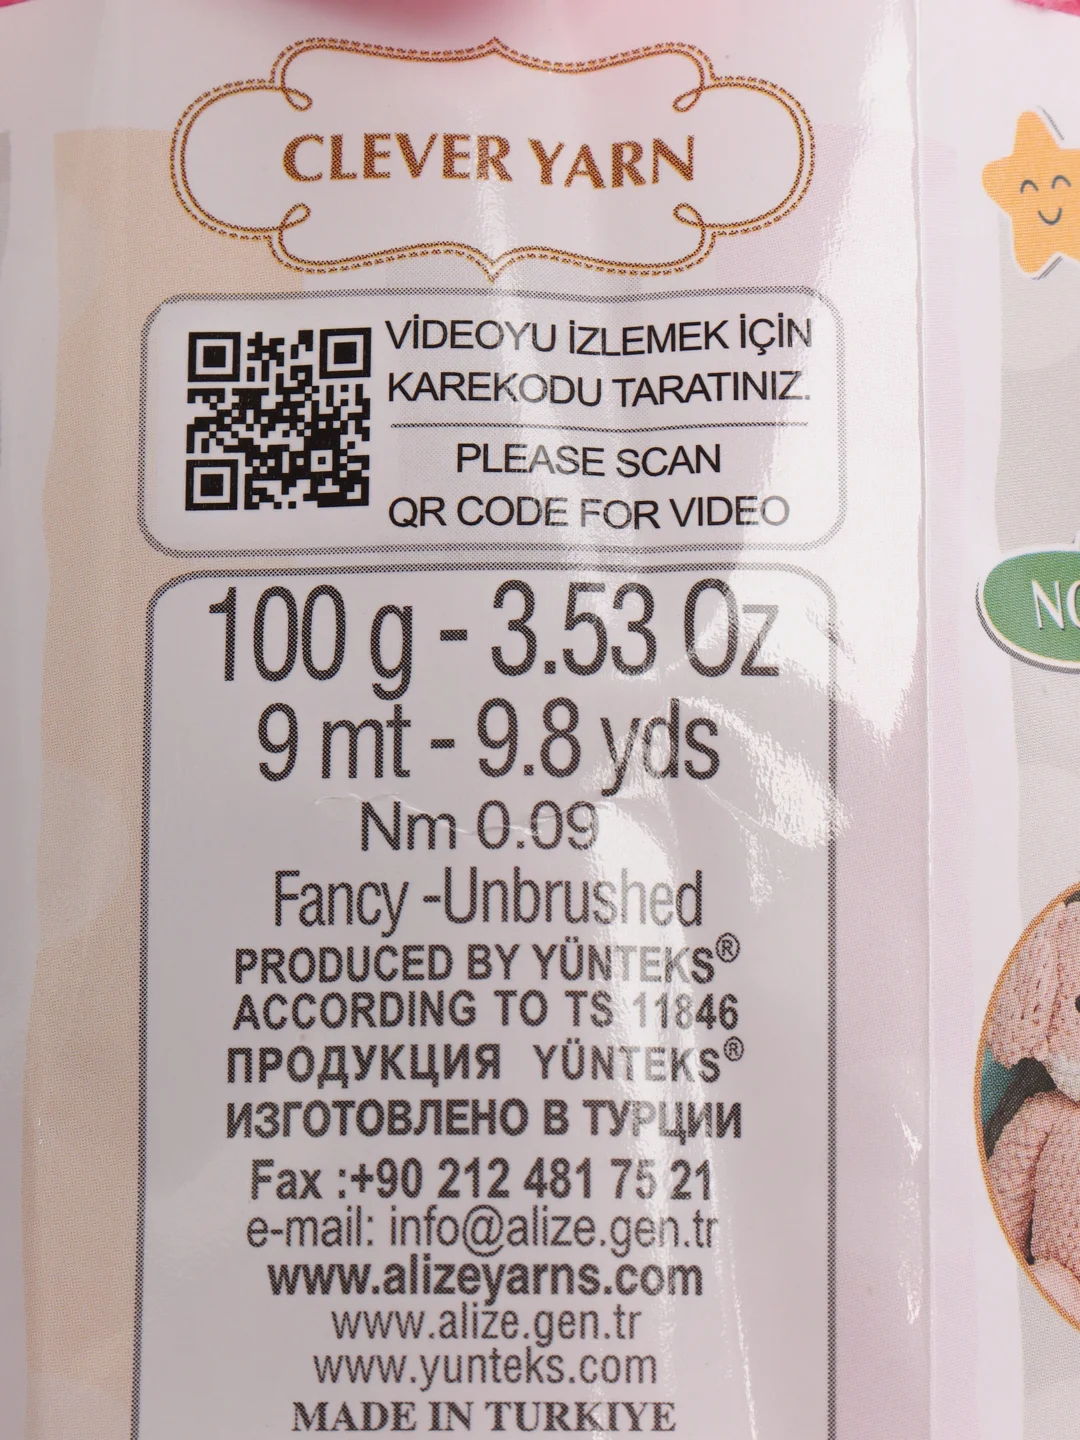 CLEVER YARN
VİDEOYU İZLEMEK İÇİN
KAREKODU TARATINIZ.
PLEASE SCAN
QR CODE FOR VIDEO
100 g - 3.53 Oz
9 mt - 9.8 yds
Nm 0.09
Fancy -Unbrushed
PRODUCED BY YÜNTEKS®
ACCORDING TO TS 11846
ПРОДУКЦИЯ YÜNTEKS®
ИЗГОТОВЛЕНО В ТУРЦИИ
Fax :+90 212 481 75 21
e-mail: info@alize.gen.tr
www.alizeyarns.com
www.alize.gen.tr
www.yunteks.com
MADE IN TURKIYE